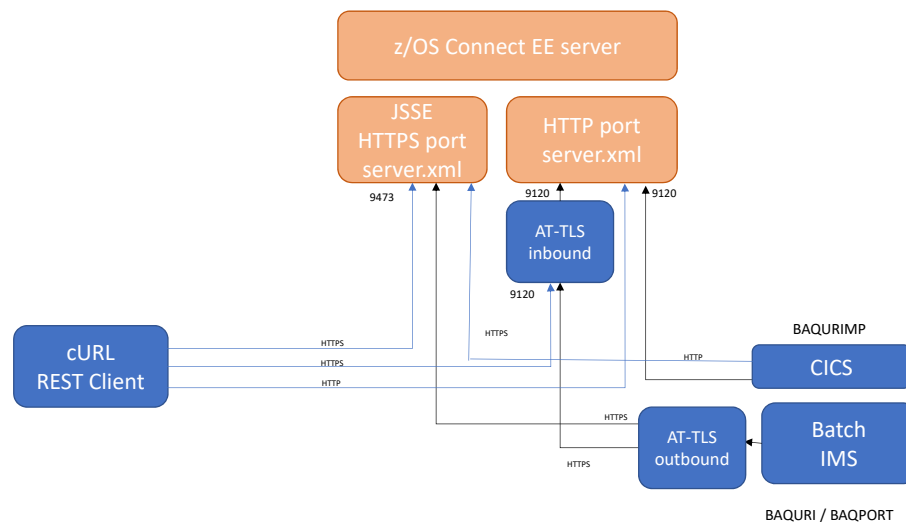 z/OS Connect EE server
JSSE
HTTPS port
server.xml
HTTP port
server.xml
9473
9120
9120
AT-TLS
inbound
9120
HTTPS
BAQURIMP
cURL
REST Client
HTTPS
HTTPS
HTTP
HTTP
CICS
HTTPS
HTTPS
AT-TLS
outbound
Batch
IMS
BAQURI / BAQPORT